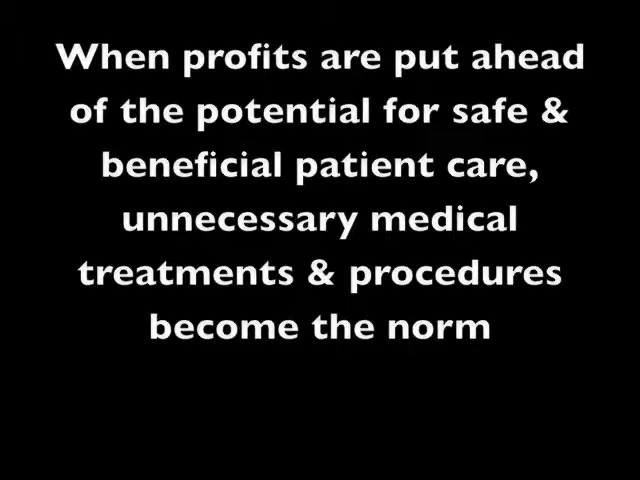 When profits are put ahead
of the potential for safe &
beneficial patient care,
unnecessary medical
treatments & procedures
become the norm